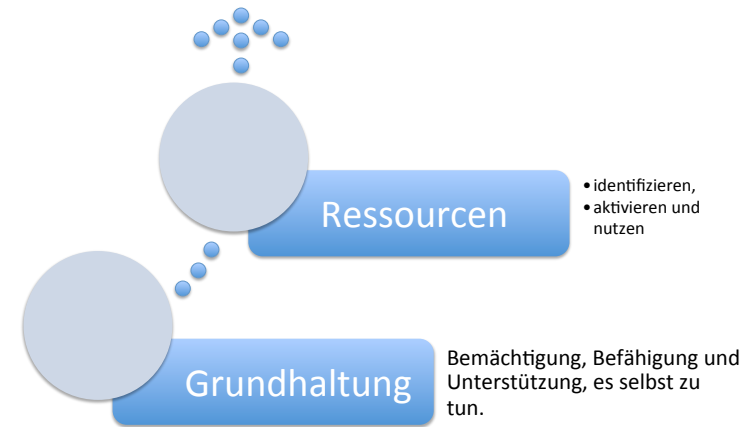 Ressourcen
• identifizieren,
• aktivieren und
nutzen
Grundhaltung
Bemächtigung, Befähigung und
Unterstützung, es selbst zu
tun.